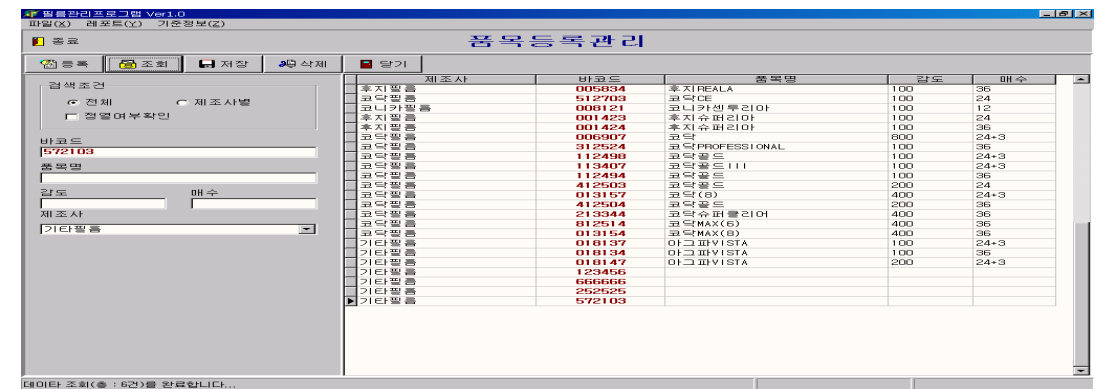 필름관리프로그램 Ver1.0
파일(X) 레포트(Y) 기준정보(Z)
종료
품목등록관리
등록 조회 저장 삭제 닫기
검색조건
전체 제조사별
정열여부확인
바코드
572103
품목명
감도 매수
제조사
기타필름
제조사 바코드 품목명 감도 매수
후지필름 005834 후지REALA 100 36
코닥필름 512703 코닥CE 100 24
코니카필름 008121 코니카센투리아 100 12
후지필름 001423 후지슈퍼리아 100 24
후지필름 001424 후지슈퍼리아 100 36
코닥필름 006907 코닥 800 24+3
코닥필름 312524 코닥PROFESSIONAL 100 36
코닥필름 112498 코닥골드 100 24+3
코닥필름 113407 코닥골드III 100 24+3
코닥필름 112494 코닥골드 100 36
코닥필름 412503 코닥골드 200 24
코닥필름 013157 코닥(8) 400 24+3
코닥필름 412504 코닥골드 200 36
코닥필름 213344 코닥슈퍼클리어 400 36
코닥필름 812514 코닥MAX(6) 400 36
코닥필름 013154 코닥MAX(8) 400 36
기타필름 018137 아그파VISTA 100 24+3
기타필름 018134 아그파VISTA 100 36
기타필름 018147 아그파VISTA 200 24+3
기타필름 123456
기타필름 666666
기타필름 252525
기타필름 572103
데이타 조회(총 : 6건)를 완료합니다...